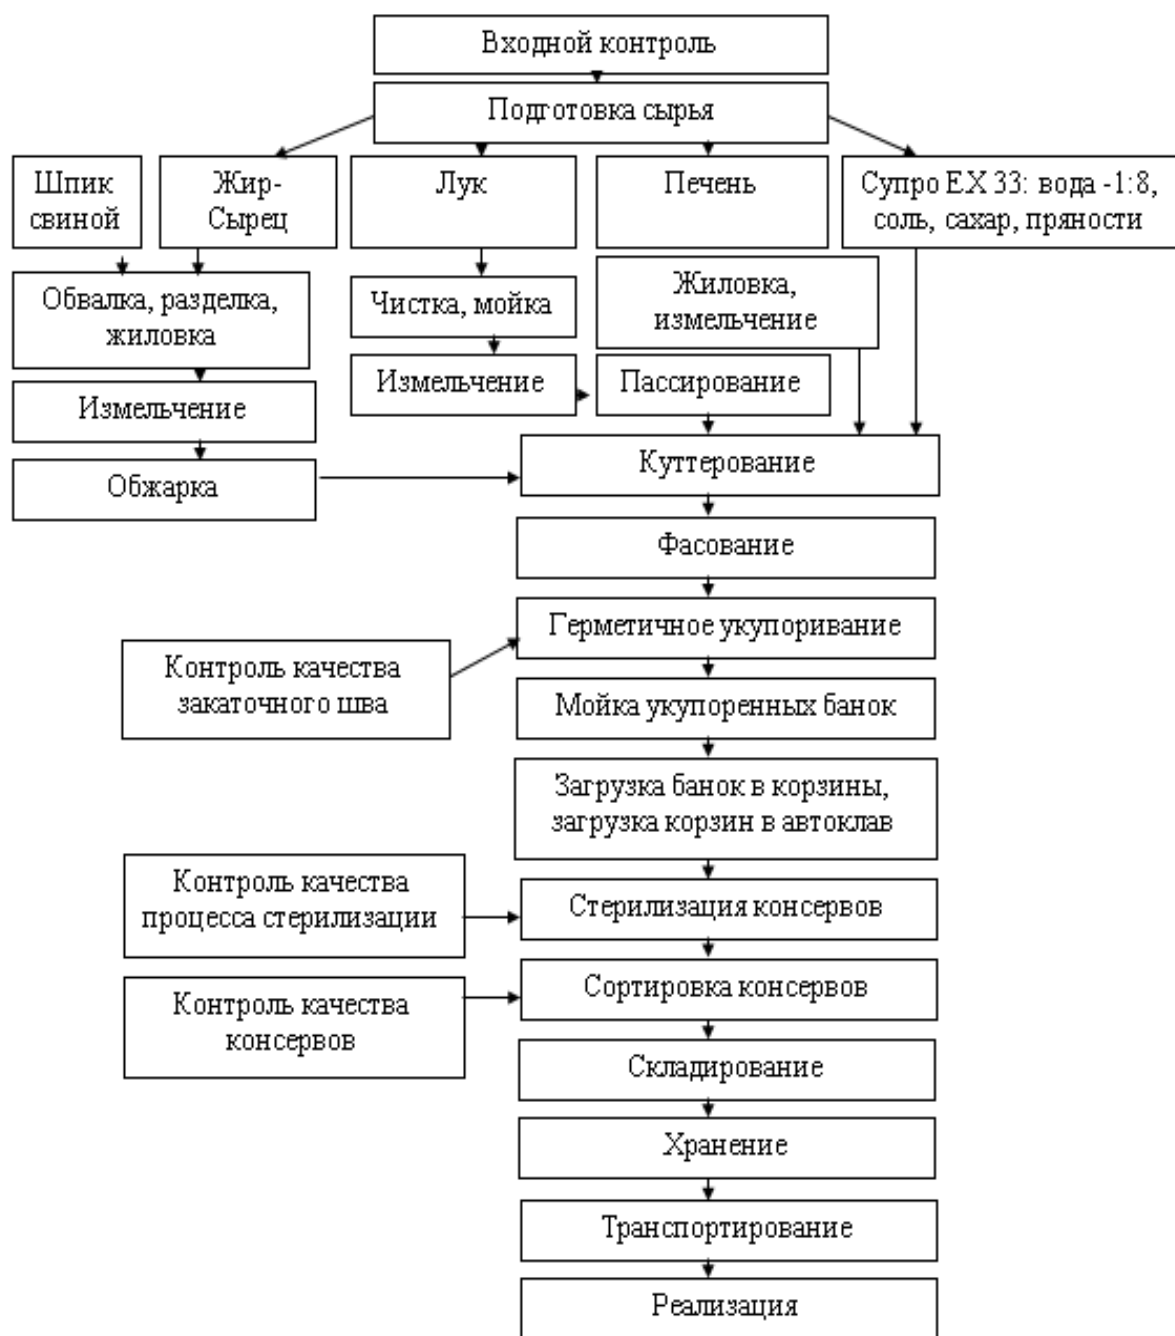 Входной контроль
Подготовка сырья
Шпик
свиной
Жир-
Сырец
Лук
Печень
Супро ЕХ 33: вода -1:8,
соль, сахар, пряности
Обвалка, разделка,
жиловка
Чистка, мойка
Жиловка,
измельчение
Измельчение
Измельчение
Пассирование
Обжарка
Куттерование
Фасование
Герметичное укупоривание
Контроль качества
закаточного шва
Мойка укупоренных банок
Загрузка банок в корзины,
загрузка корзин в автоклав
Контроль качества
процесса стерилизации
Стерилизация консервов
Контроль качества
консервов
Сортировка консервов
Складирование
Хранение
Транспортирование
Реализация